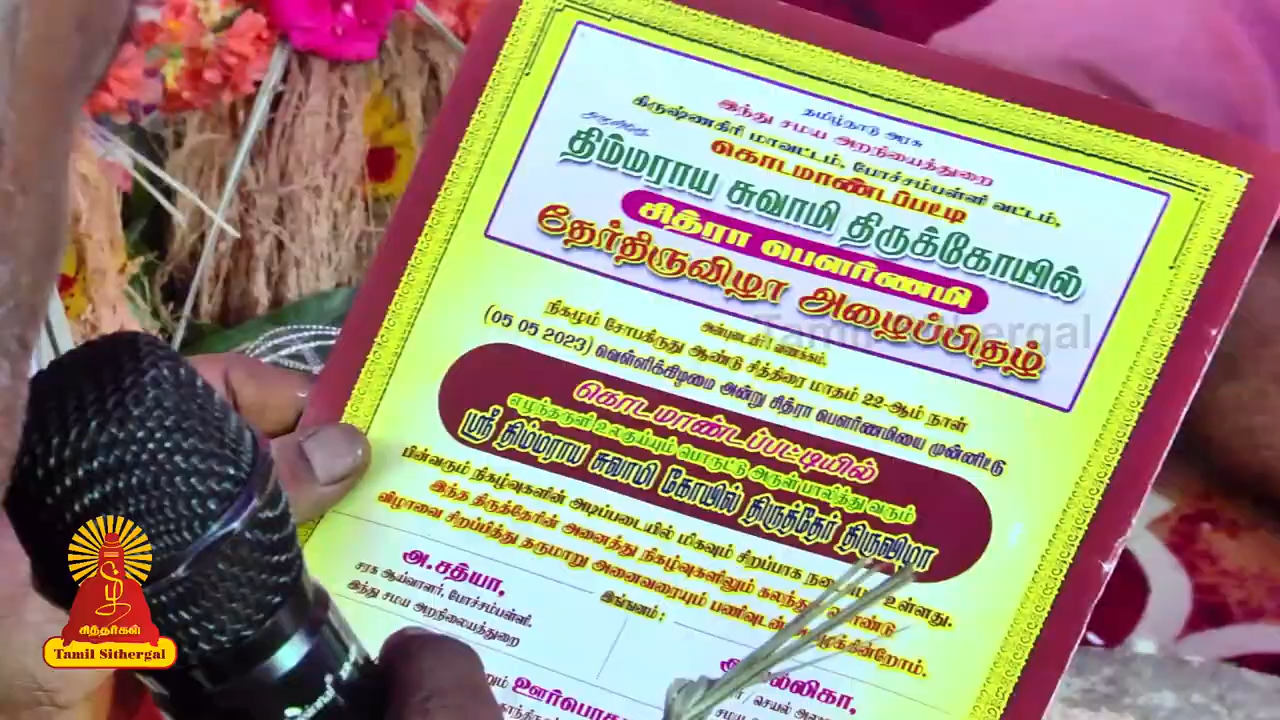 தமிழ்நாடு அரசு
இந்து சமய அறநிலையத்துறை
கிருஷ்ணகிரி மாவட்டம், போச்சம்பள்ளி வட்டம்,
கொடமாண்டப்பட்டி
அருள்மிகு
திம்மராய சுவாமி திருக்கோயில்
சித்ரா பௌர்ணமி
தேர்திருவிழா அழைப்பிதழ்
அன்புடையீர் வணக்கம்,
நிகழும் சோபகிருது ஆண்டு சித்திரை மாதம் 22-ஆம் நாள்
(05 05 2023) வெள்ளிக்கிழமை அன்று சித்ரா பௌர்ணமியை முன்னிட்டு
கொடமாண்டப்பட்டியில்
எழுந்தருளி உலகுய்யும் பொருட்டு அருள் பாலித்து வரும்
ஸ்ரீ திம்மராய சுவாமி கோயில் திருத்தேர் திருவிழா
பின்வரும் நிகழ்வுகளின் அடிப்படையில் மிகவும் சிறப்பாக உள்ளது.
இந்த திருத்தேரின் அனைத்து நிகழ்வுகளிலும் கலந்து
விழாவை சிறப்பித்து தருமாறு அனைவரையும் பணிவுடன்
இங்ஙனம் :
அ.சத்யா,
சரக ஆய்வாளர், போச்சம்பள்ளி.
இந்து சமய அறநிலையத்துறை
Tamil Sithergal
சித்தர்கள்
Tamil Sithergal